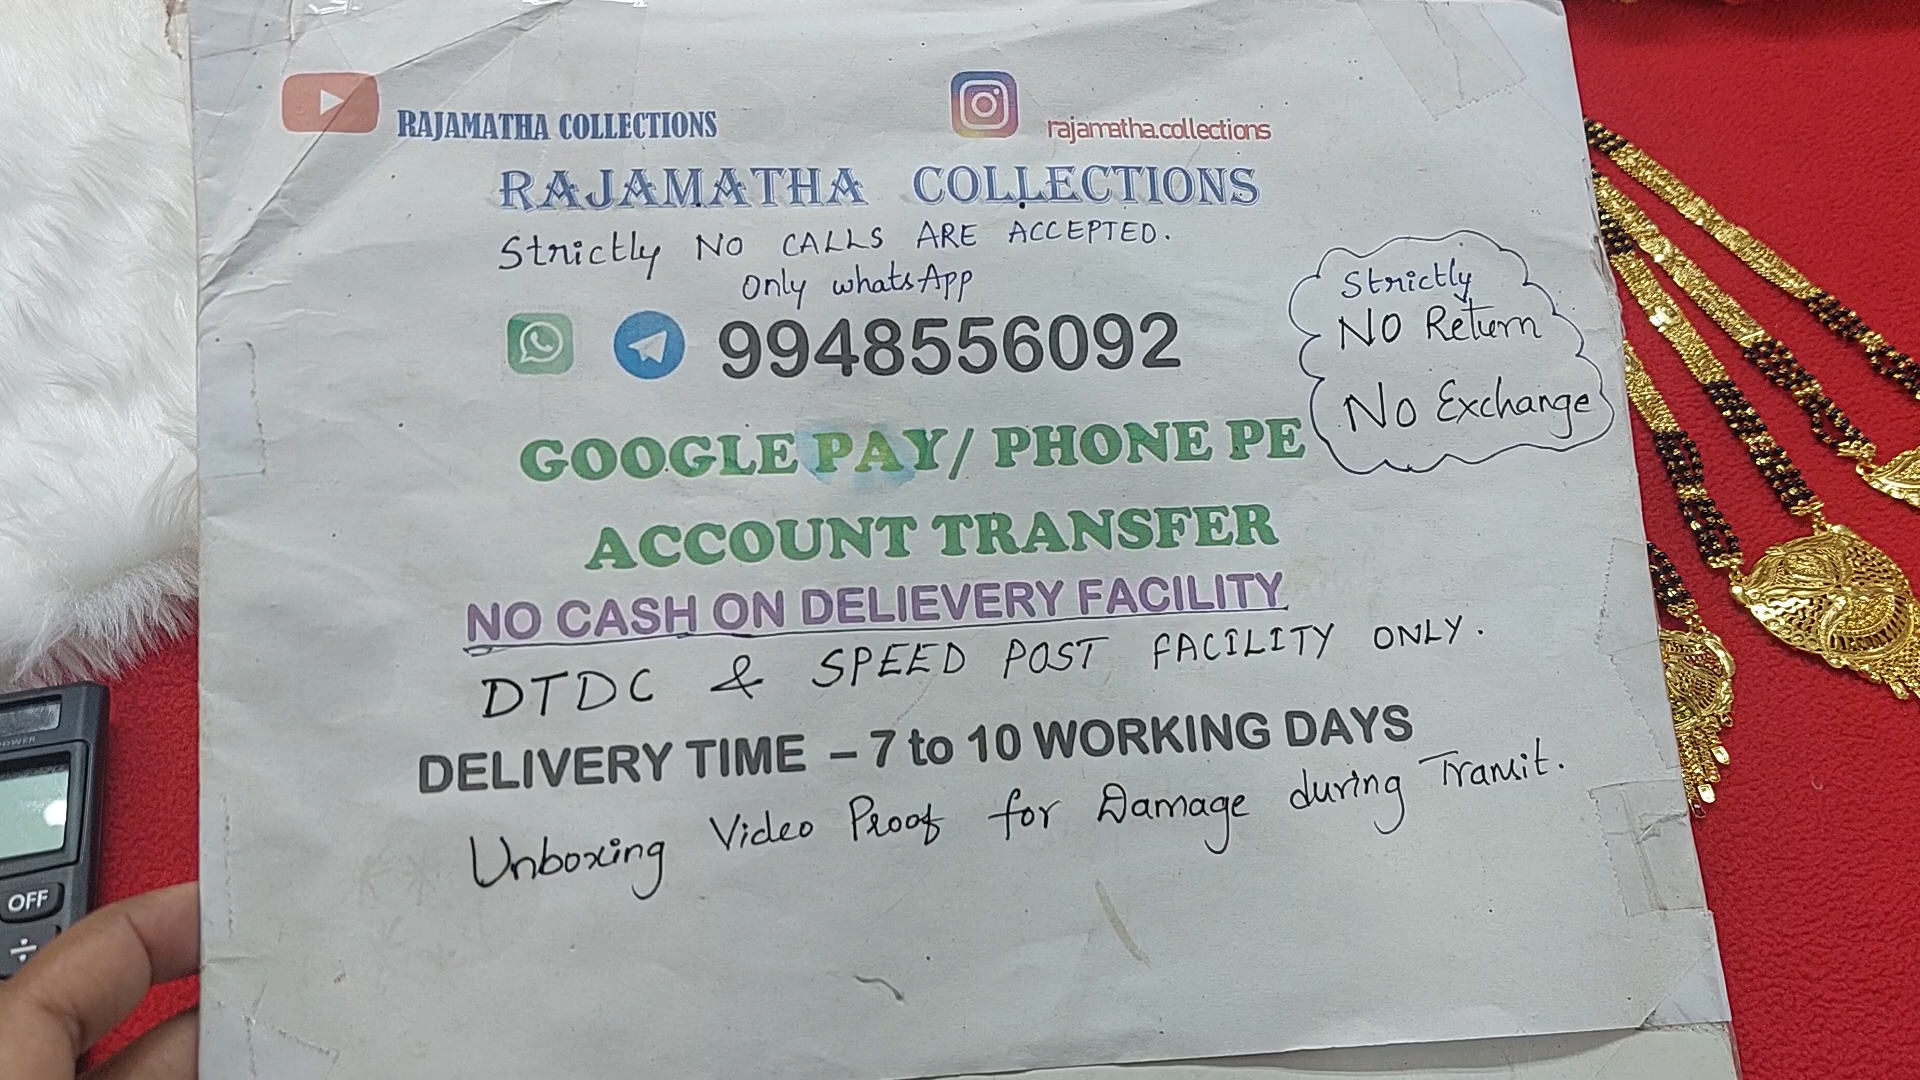 RAJAMATHA COLLECTIONS
rajamatha.collections
RAJAMATHA COLLECTIONS
Strictly NO CALLS ARE ACCEPTED.
Only whatsApp
9948556092
Strictly
NO Return
NO Exchange
GOOGLE PAY/ PHONE PE
ACCOUNT TRANSFER
NO CASH ON DELIEVERY FACILITY
DTDC & SPEED POST FACILITY ONLY.
DELIVERY TIME – 7 to 10 WORKING DAYS
Unboxing Video Proof for Damage during Transit.
POWER
OFF
÷